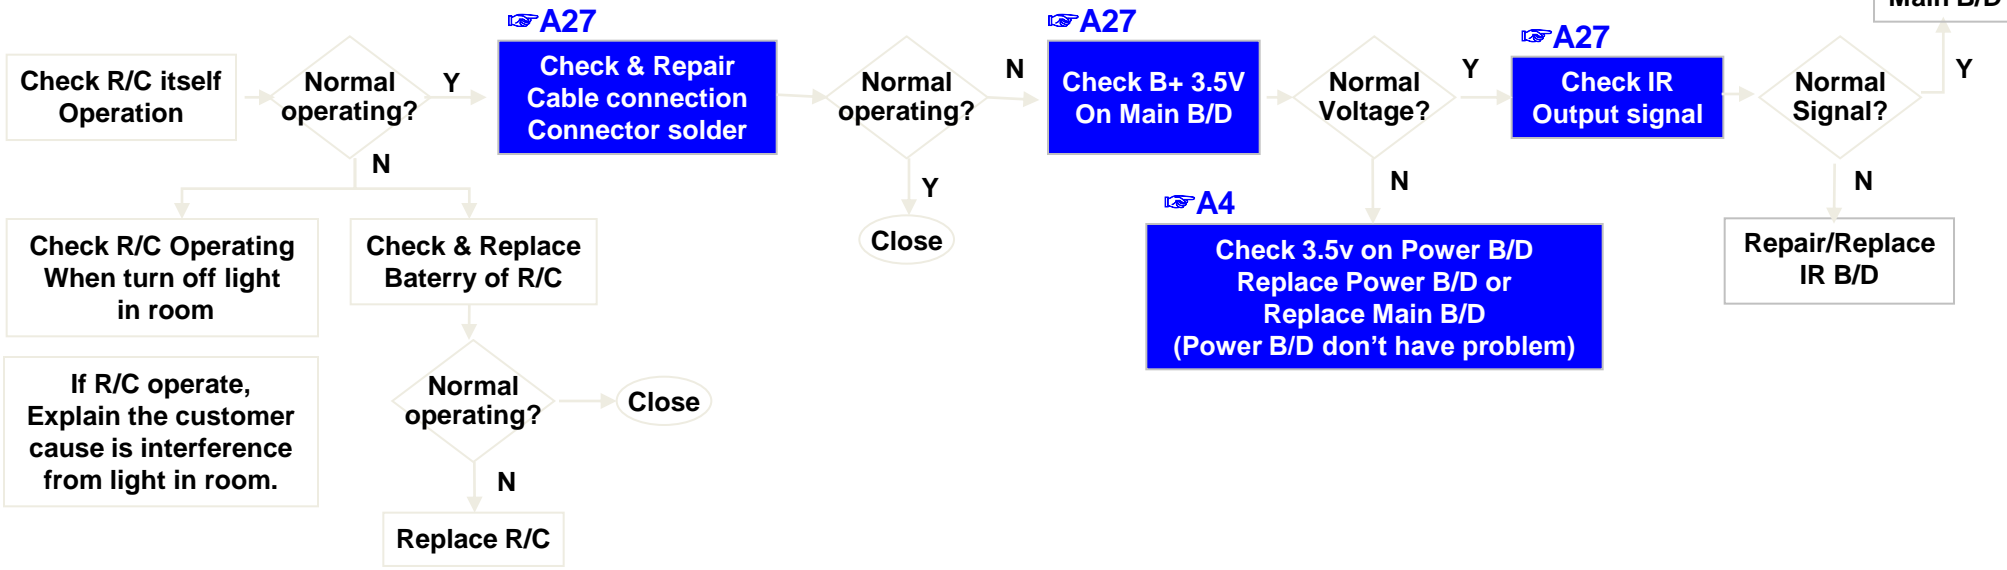 Main B/D
☞A27
☞A27
☞A27
Check R/C itself
Operation
Normal
operating?
Y
Check & Repair
Cable connection
Connector solder
Normal
operating?
N
Check B+ 3.5V
On Main B/D
Normal
Voltage?
Y
Check IR
Output signal
Normal
Signal?
Y
N
Y
N
N
☞A4
Check R/C Operating
When turn off light
in room
Check & Replace
Baterry of R/C
Close
Check 3.5v on Power B/D
Replace Power B/D or
Replace Main B/D
(Power B/D don’t have problem)
Repair/Replace
IR B/D
If R/C operate,
Explain the customer
cause is interference
from light in room.
Normal
operating?
Close
N
Replace R/C